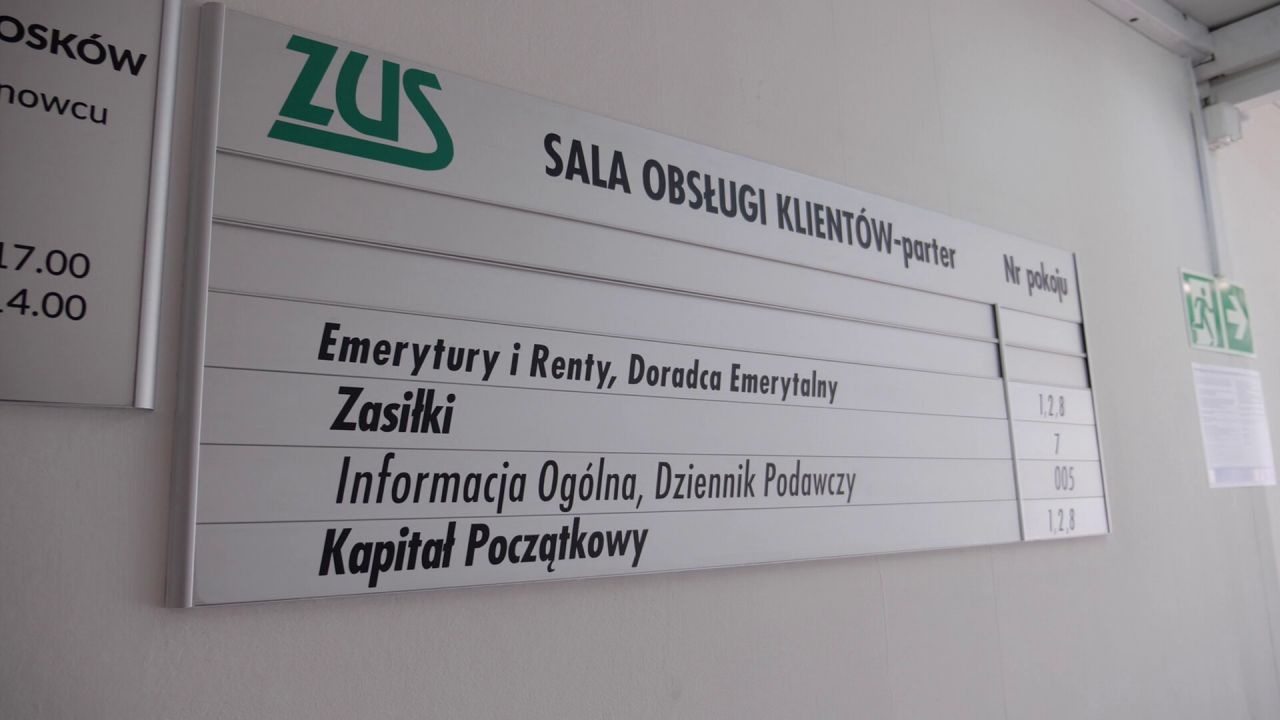 OSKÓW
nowcu
17.00
4.00
ZUS
SALA OBSŁUGI KLIENTÓW-parter Nr pokoju
Emerytury i Renty, Doradca Emerytalny 1,2,8
Zasiłki 7
Informacja Ogólna, Dziennik Podawczy 005
Kapitał Początkowy 1,2,8